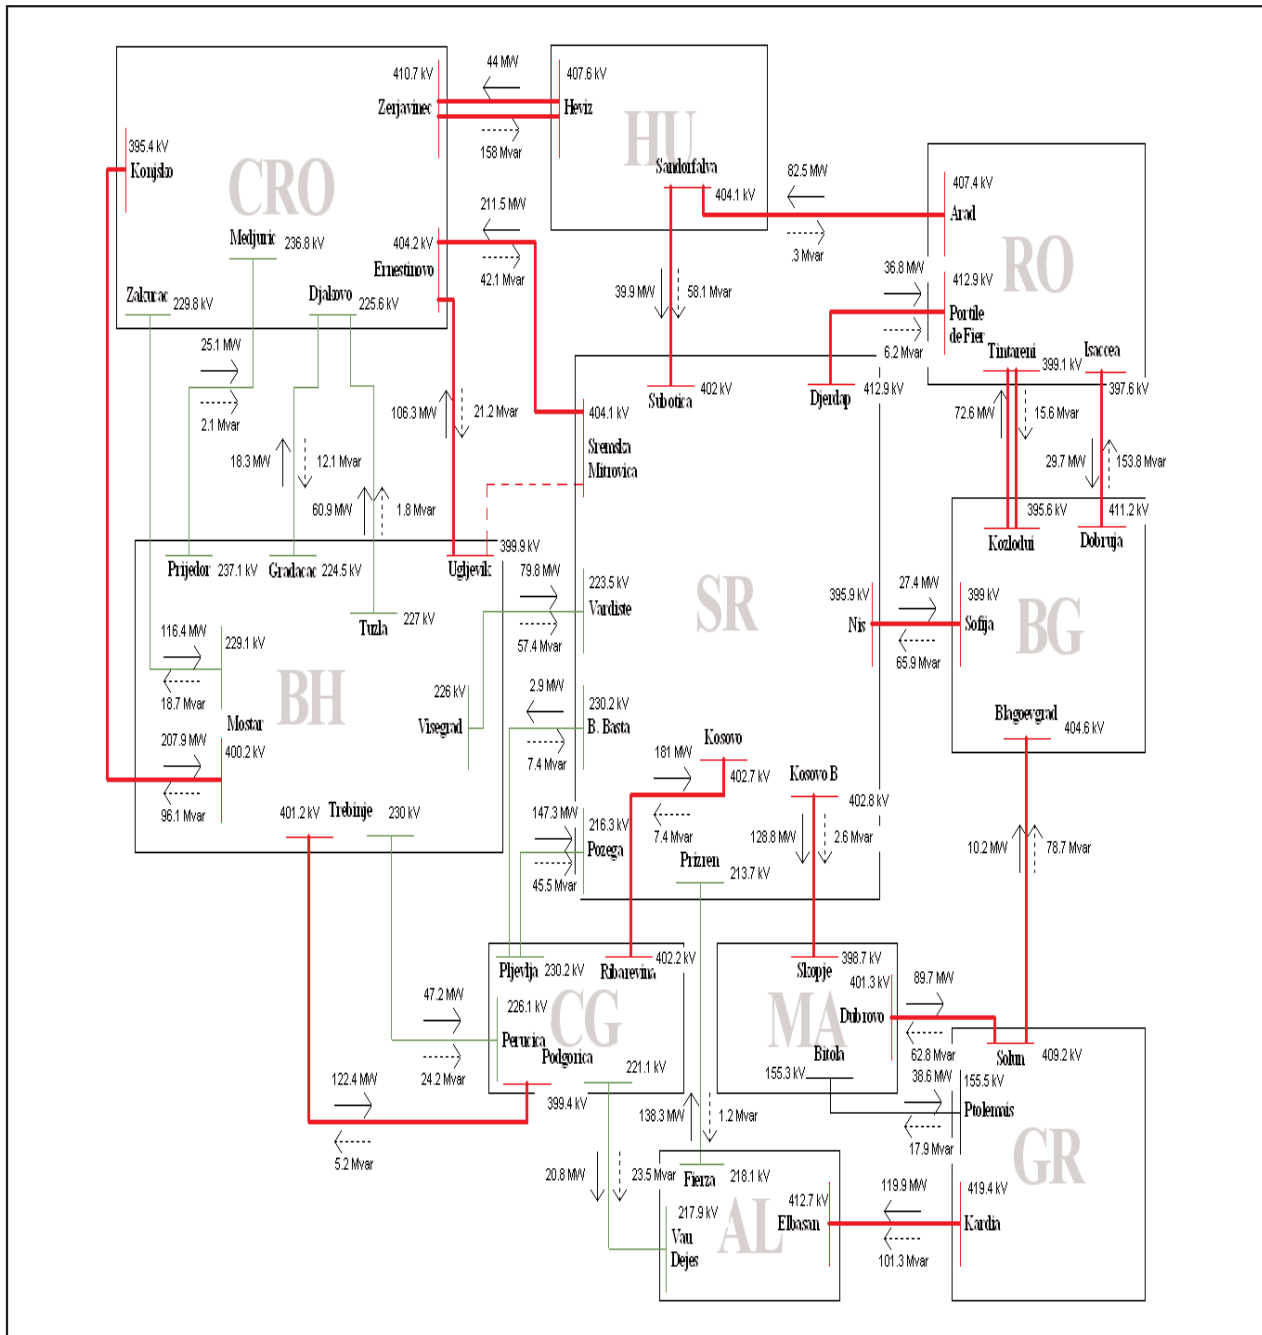 44 MW
410.7 kV
Zerjavinec
407.6 kV
Heviz
158 Mvar
HU
395.4 kV
Konjsko
CRO
Sandorfalva
404.1 kV
82.5 MW
.3 Mvar
407.4 kV
Arad
RO
Medjuric
236.8 kV
211.5 MW
404.2 kV
Ernestinovo
42.1 Mvar
36.8 MW
412.9 kV
Portile
de Fier
6.2 Mvar
Zakucac
229.8 kV
Djakovo
225.6 kV
39.9 MW
58.1 Mvar
Tintareni
399.1 kV
Isaccea
397.6 kV
25.1 MW
2.1 Mvar
Subotica
402 kV
Djerdap
412.9 kV
106.3 MW
21.2 Mvar
404.1 kV
Sremska
Mitrovica
72.6 MW
15.6 Mvar
18.3 MW
12.1 Mvar
29.7 MW
153.8 Mvar
60.9 MW
1.8 Mvar
395.6 kV
Kozlodui
411.2 kV
Dobruja
Prijedor
237.1 kV
Gradacac
224.5 kV
Ugljevik
399.9 kV
79.8 MW
223.5 kV
Vardiste
57.4 Mvar
SR
395.9 kV
Nis
27.4 MW
65.9 Mvar
399 kV
Sofija
BG
Tuzla
227 kV
116.4 MW
229.1 kV
18.7 Mvar
BH
Mostar
207.9 MW
400.2 kV
96.1 Mvar
226 kV
Visegrad
2.9 MW
230.2 kV
B. Basta
7.4 Mvar
Blagoevgrad
404.6 kV
Kosovo
402.7 kV
181 MW
7.4 Mvar
Kosovo B
402.8 kV
128.8 MW
2.6 Mvar
401.2 kV
Trebinje
230 kV
147.3 MW
216.3 kV
Pozega
45.5 Mvar
Prizren
213.7 kV
10.2 MW
78.7 Mvar
Pljevlja
230.2 kV
Ribarevina
402.2 kV
Skopje
398.7 kV
401.3 kV
Dubrovo
89.7 MW
62.8 Mvar
47.2 MW
226.1 kV
Perucica
24.2 Mvar
CG
Podgorica
221.1 kV
399.4 kV
MA
Bitola
155.3 kV
Solun
409.2 kV
38.6 MW
155.5 kV
Ptolemais
17.9 Mvar
GR
122.4 MW
5.2 Mvar
138.3 MW
1.2 Mvar
20.8 MW
23.5 Mvar
Fierza
218.1 kV
217.9 kV
Vau
Dejes
AL
412.7 kV
Elbasan
119.9 MW
101.3 Mvar
419.4 kV
Kardia